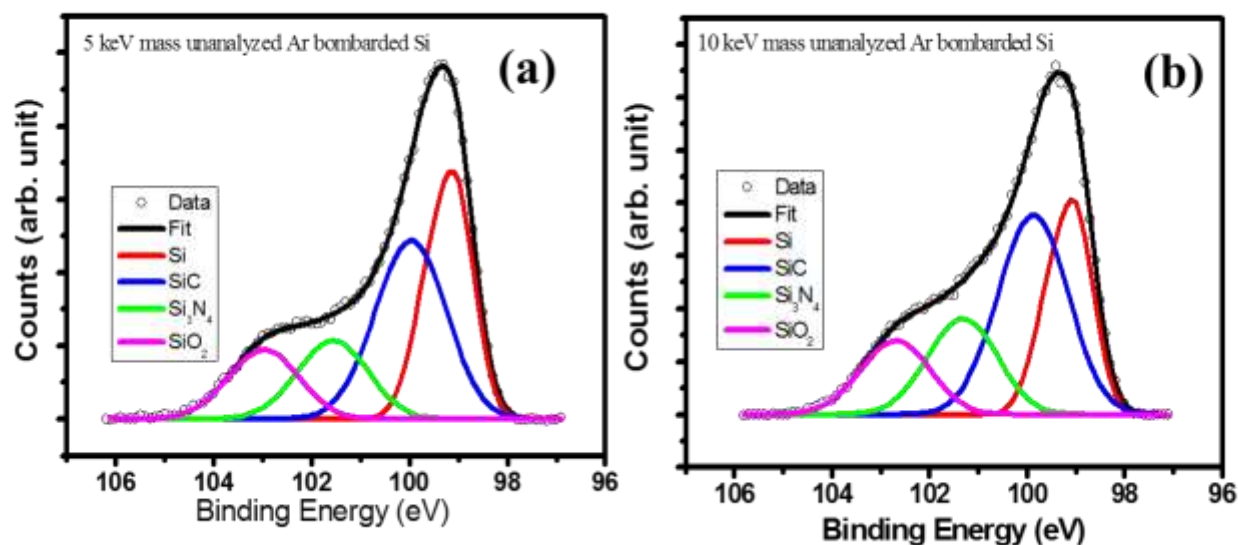 5 keV mass unanalyzed Ar bombarded Si
(a)
Counts (arb. unit)
Data
Fit
Si
SiC
Si₃N₄
SiO₂
106 104 102 100 98 96
Binding Energy (eV)
10 keV mass unanalyzed Ar bombarded Si
(b)
Counts (arb. unit)
Data
Fit
Si
SiC
Si₃N₄
SiO₂
106 104 102 100 98 96
Binding Energy (eV)